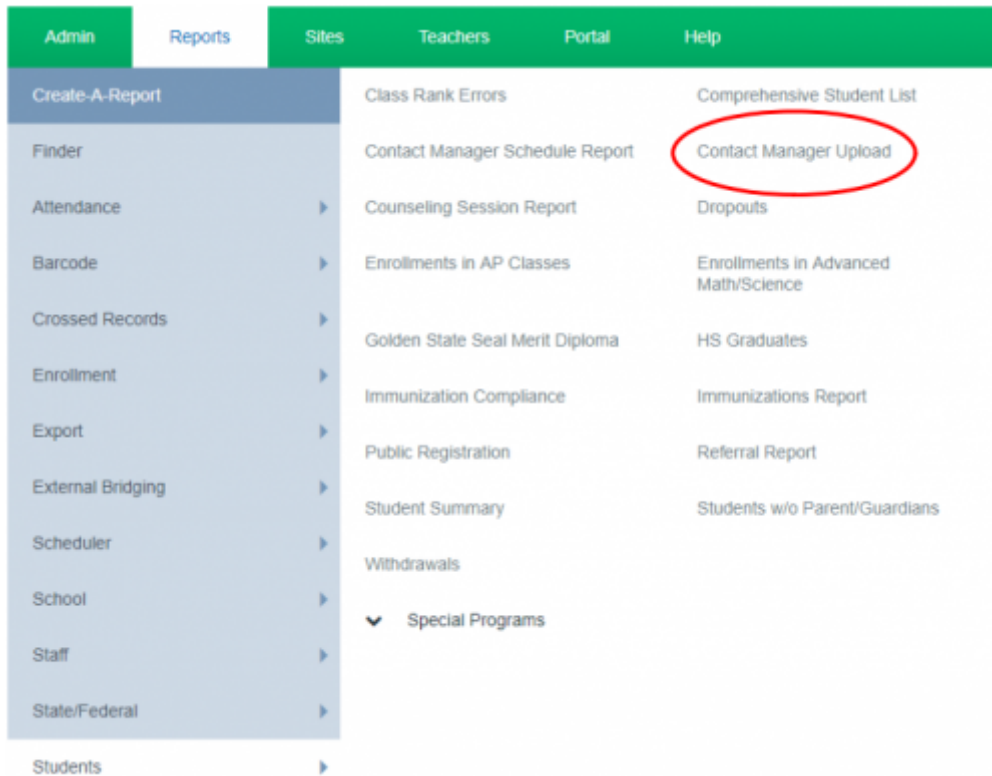 Admin Reports Sites Teachers Portal Help
Create-A-Report
Finder
Attendance
Barcode
Crossed Records
Enrollment
Export
External Bridging
Scheduler
School
Staff
State/Federal
Students
Class Rank Errors Comprehensive Student List
Contact Manager Schedule Report Contact Manager Upload
Counseling Session Report Dropouts
Enrollments in AP Classes Enrollments in Advanced
Math/Science
Golden State Seal Merit Diploma HS Graduates
Immunization Compliance Immunizations Report
Public Registration Referral Report
Student Summary Students w/o Parent/Guardians
Withdrawals
Special Programs